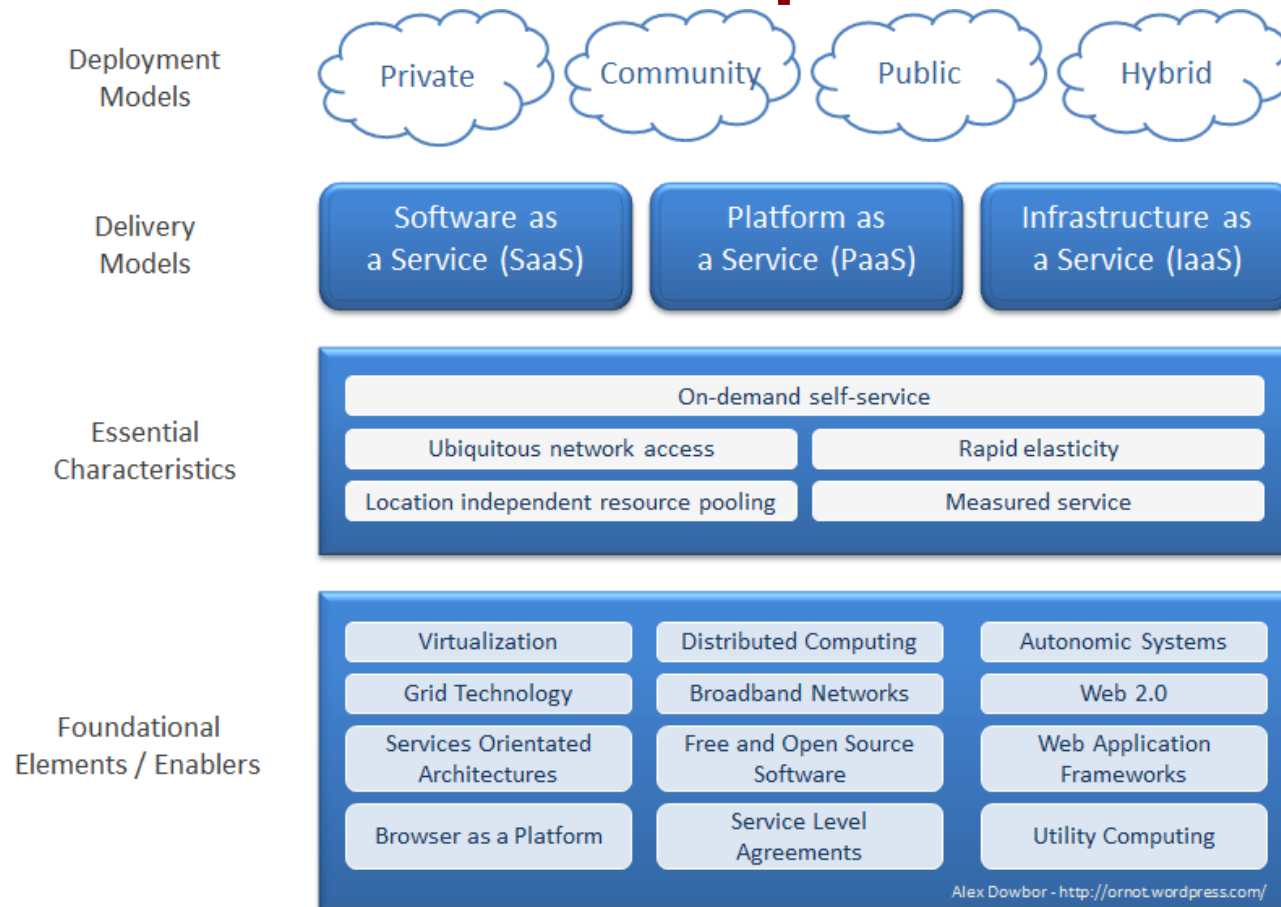 Deployment
Models
Private
Community
Public
Hybrid
Delivery
Models
Software as
a Service (SaaS)
Platform as
a Service (PaaS)
Infrastructure as
a Service (IaaS)
Essential
Characteristics
On-demand self-service
Ubiquitous network access
Rapid elasticity
Location independent resource pooling
Measured service
Foundational
Elements / Enablers
Virtualization
Distributed Computing
Autonomic Systems
Grid Technology
Broadband Networks
Web 2.0
Services Orientated
Architectures
Free and Open Source
Software
Web Application
Frameworks
Browser as a Platform
Service Level
Agreements
Utility Computing
Alex Dowbor - http://ornot.wordpress.com/